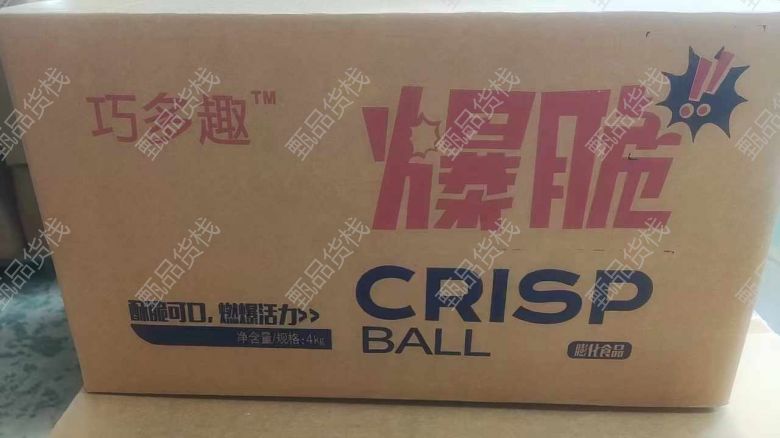 巧多趣™
爆脆!!
CRISP
BALL
酥脆可口,燃爆活力>>
净含量/规格:4kg
膨化食品
甄品货栈